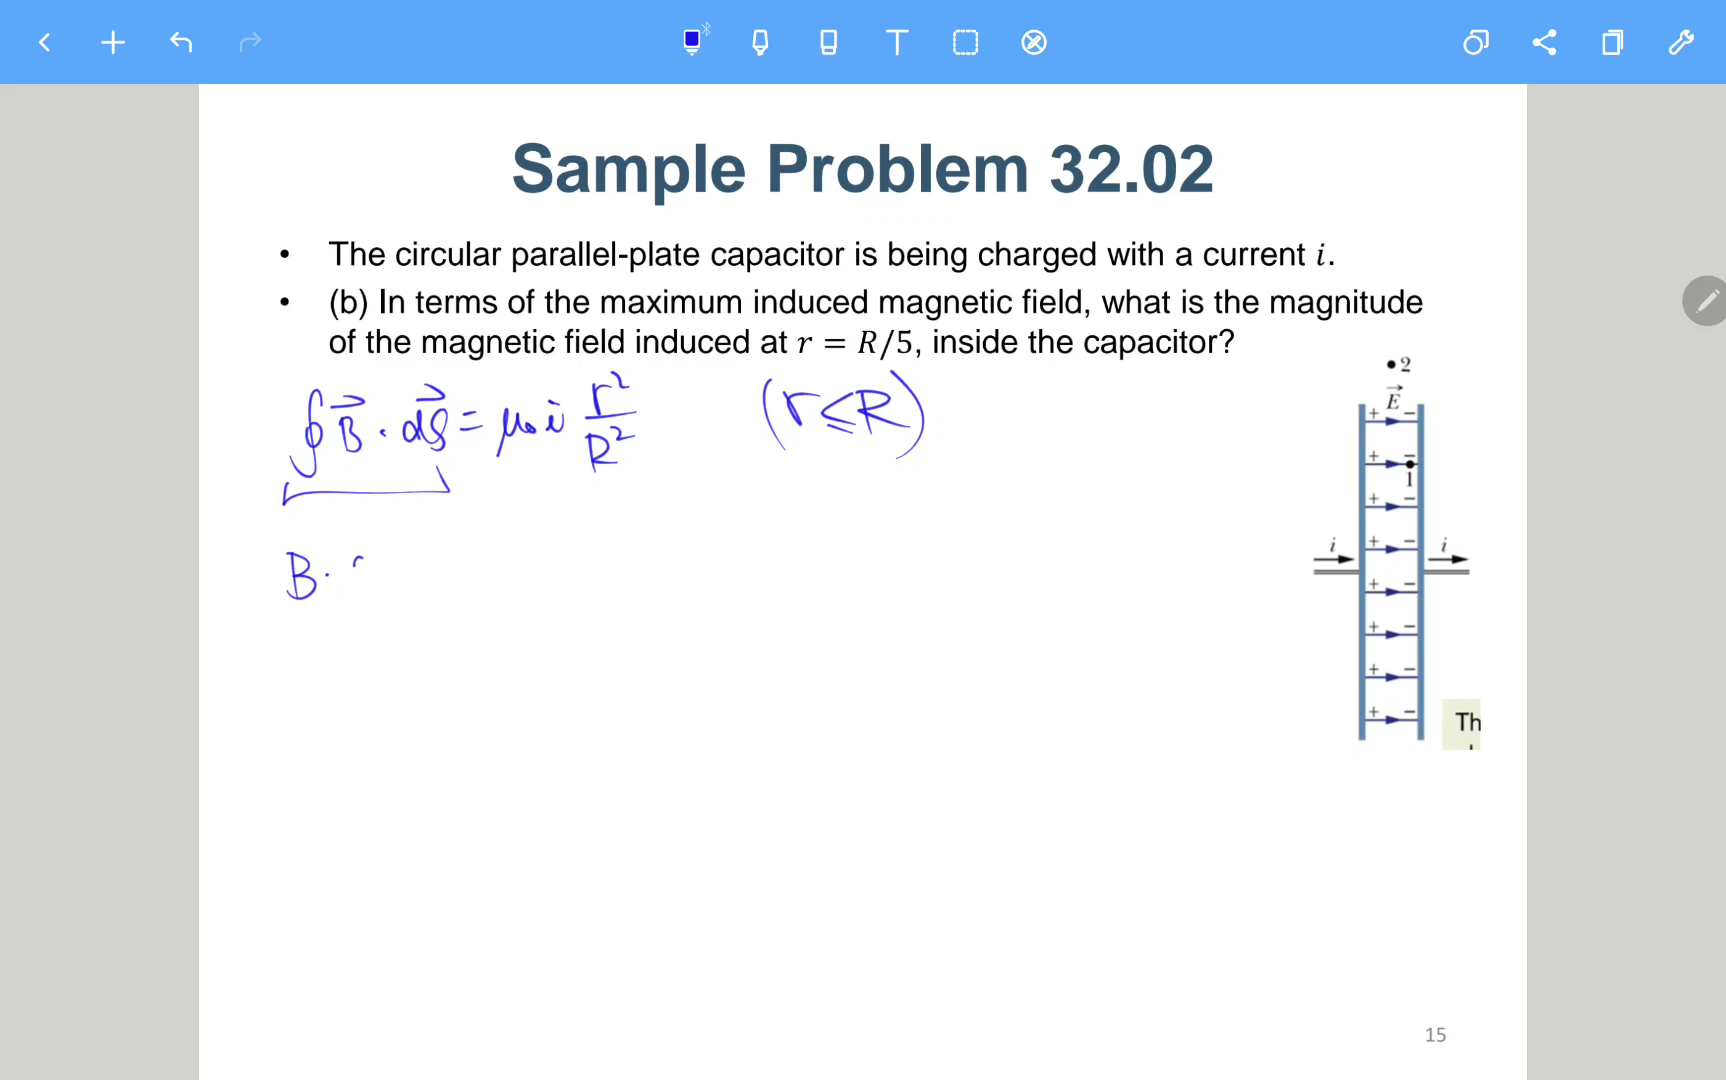 Sample Problem 32.02
• The circular parallel-plate capacitor is being charged with a current i.
• (b) In terms of the maximum induced magnetic field, what is the magnitude
of the magnetic field induced at r = R/5, inside the capacitor?
∮B⃗ · ds⃗ = μ₀ i r²/R² (r ≤ R)
B ·
• 2
E⃗
+ −
+ −
1
+ −
i + − i
+ −
+ −
+ −
+ −
Th
15